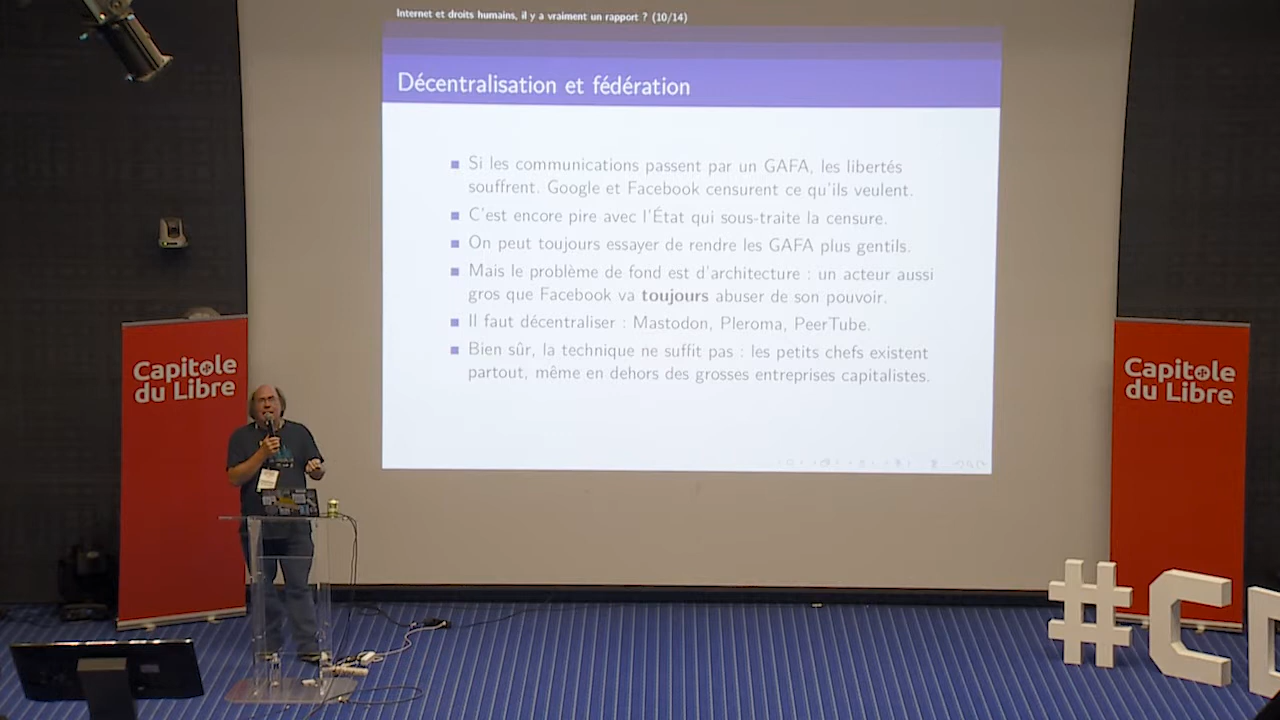 Internet et droits humains, il y a vraiment un rapport ? (10/14)
Décentralisation et fédération
Si les communications passent par un GAFA, les libertés
souffrent. Google et Facebook censurent ce qu'ils veulent.
C'est encore pire avec l'État qui sous-traite la censure.
On peut toujours essayer de rendre les GAFA plus gentils.
Mais le problème de fond est d'architecture : un acteur aussi
gros que Facebook va toujours abuser de son pouvoir.
Il faut décentraliser : Mastodon, Pleroma, PeerTube.
Bien sûr, la technique ne suffit pas : les petits chefs existent
partout, même en dehors des grosses entreprises capitalistes.
Capitole
du Libre
Capitole
du Libre
#C